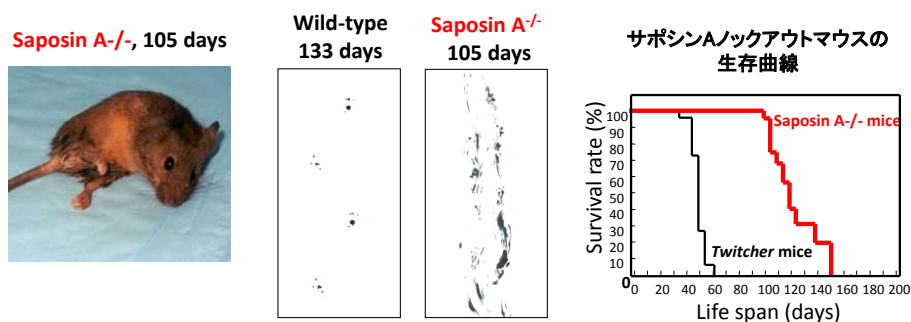 Saposin A-/-, 105 days
Wild-type
133 days
Saposin A-/-
105 days
サポシンAノックアウトマウスの
生存曲線
Survival rate (%)
100
90
80
70
60
50
40
30
20
10
0
Saposin A-/- mice
Twitcher mice
0 20 40 60 80 100 120 140 160 180 200
Life span (days)